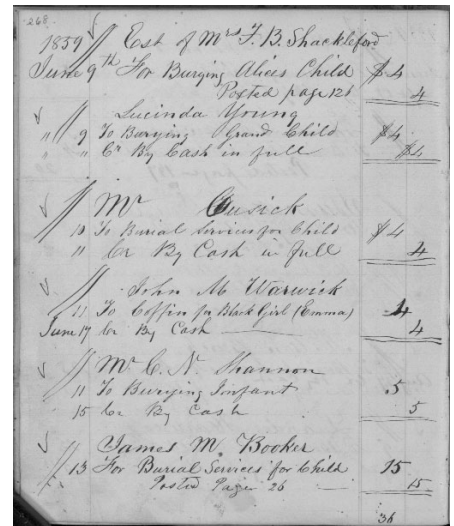 268
1859 Est of Mrs F. B. Shackleford
June 9th For Burying Alices Child $4
Posted page 126 4
Lucinda Young
" 9 To Burying Grand Child $4
" " Cr By Cash in full $4
Mr Cusick
10 To Burial Services for Child $4
11 Cr By Cash in full 4
John M Warwick
11 To Coffin for Black Girl (Emma) 4
June 17 Cr By Cash 4
Mr C. N. Shannon
11 To Burying Infant 5
15 Cr By Cash 5
James M. Booker
13 For Burial Services for Child 15
Posted Page 26 15
36